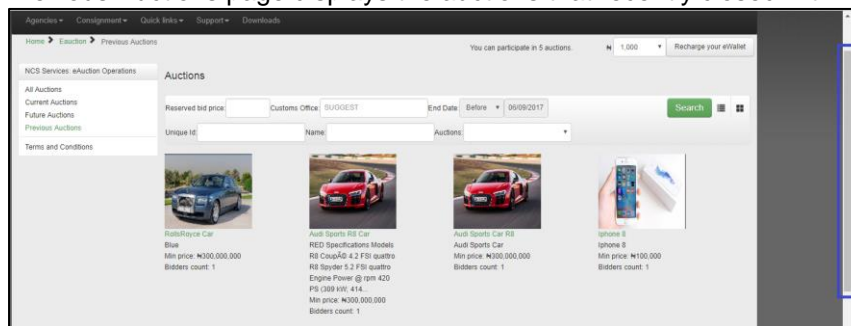 Agencies Consignment Quick links Support Downloads
Home Eauction Previous Auctions
You can participate in 5 auctions. ₦ 1,000 Recharge your eWallet
NCS Services: eAuction Operations
All Auctions
Current Auctions
Future Auctions
Previous Auctions
Terms and Conditions
Auctions
Reserved bid price: Customs Office: SUGGEST End Date: Before 06/09/2017 Search
Unique Id: Name: Auctions:
RollsRoyce Car
Blue
Min price: ₦300,000,000
Bidders count: 1
Audi Sports R8 Car
RED Specifications Models
R8 CoupÃ© 4.2 FSI quattro
R8 Spyder 5.2 FSI quattro
Engine Power @ rpm 420
PS (309 kW; 414...
Min price: ₦300,000,000
Bidders count: 1
Audi Sports Car R8
Audi Sports Car
Min price: ₦300,000,000
Bidders count: 1
Iphone 8
Iphone 8
Min price: ₦100,000
Bidders count: 1